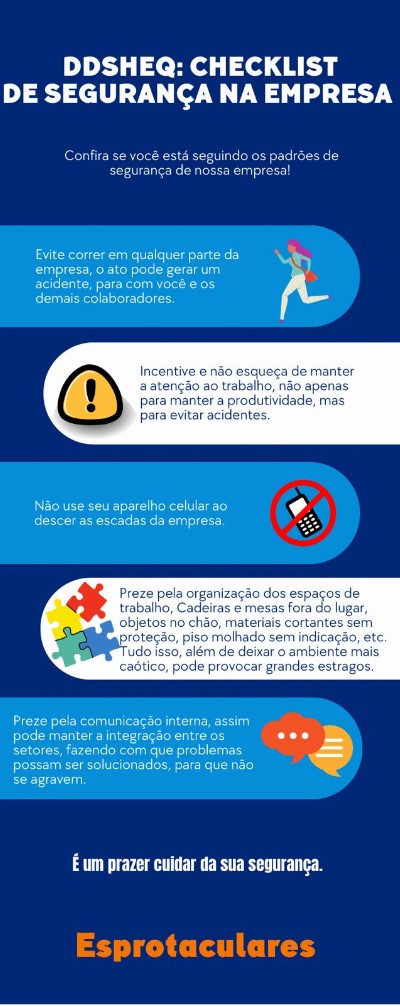 DDSHEQ: CHECKLIST
DE SEGURANÇA NA EMPRESA
Confira se você está seguindo os padrões de
segurança de nossa empresa!
Evite correr em qualquer parte da
empresa, o ato pode gerar um
acidente, para com você e os
demais colaboradores.
Incentive e não esqueça de manter
a atenção ao trabalho, não apenas
para manter a produtividade, mas
para evitar acidentes.
Não use seu aparelho celular ao
descer as escadas da empresa.
Preze pela organização dos espaços de
trabalho, Cadeiras e mesas fora do lugar,
objetos no chão, materiais cortantes sem
proteção, piso molhado sem indicação, etc.
Tudo isso, além de deixar o ambiente mais
caótico, pode provocar grandes estragos.
Preze pela comunicação interna, assim
pode manter a integração entre os
setores, fazendo com que problemas
possam ser solucionados, para que não
se agravem.
É um prazer cuidar da sua segurança.
Esprotaculares